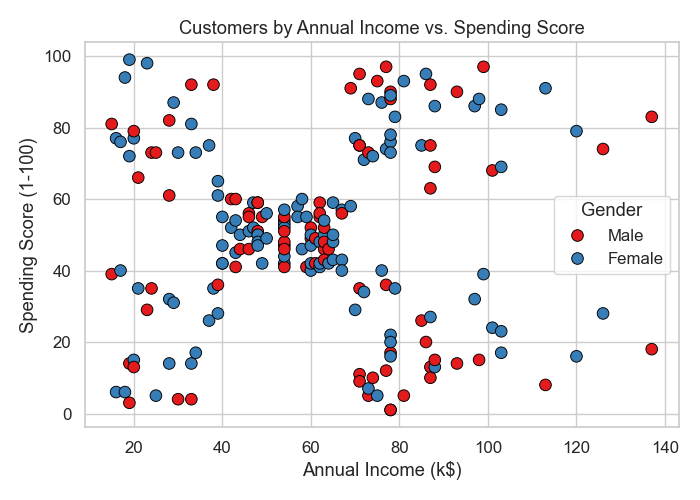 Customers by Annual Income vs. Spending Score
100
80
60
40
20
0
Spending Score (1-100)
Gender
Male
Female
20
40
60
80
100
120
140
Annual Income (k$)